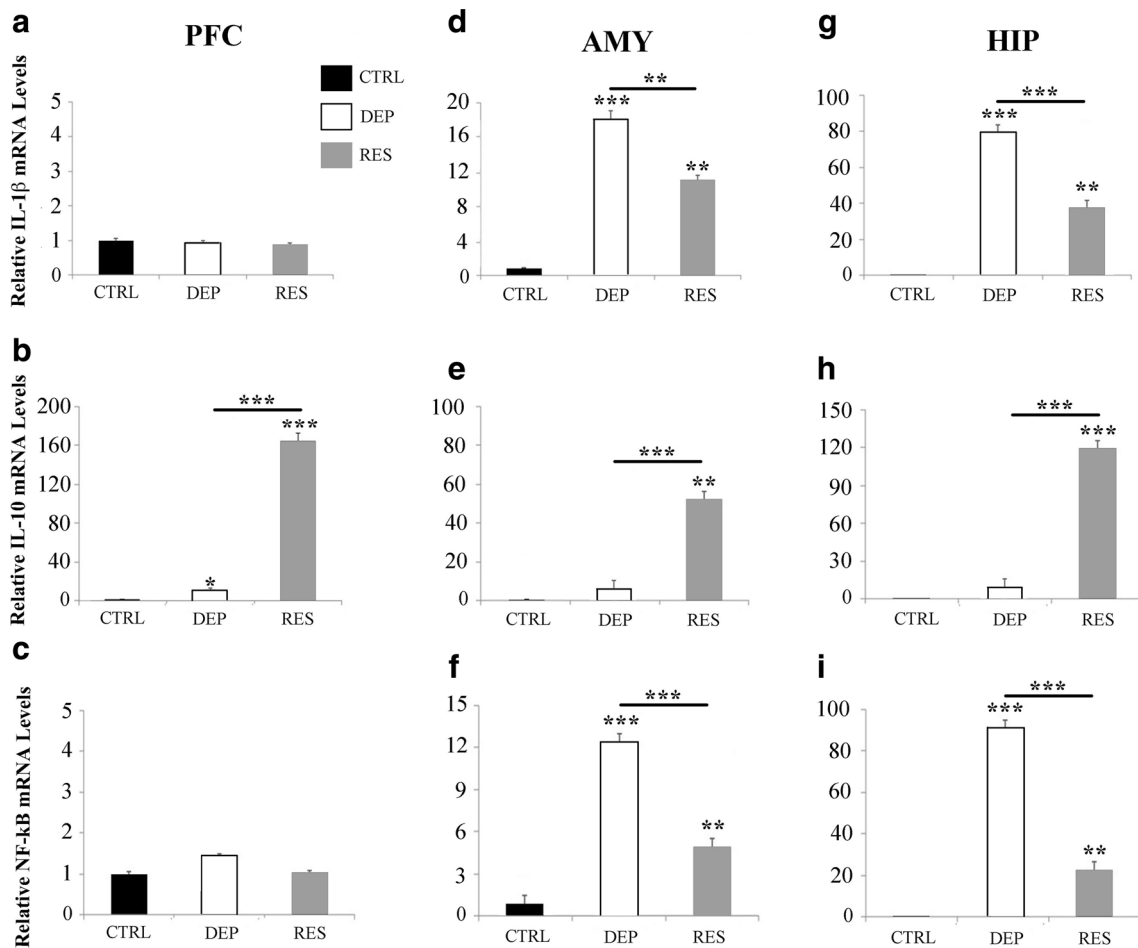 a
PFC
CTRL
DEP
RES
Relative IL-1β mRNA Levels
5
4
3
2
1
0
CTRL DEP RES
d
AMY
**
***
**
20
16
12
8
4
0
CTRL DEP RES
g
HIP
***
***
**
100
80
60
40
20
0
CTRL DEP RES
b
Relative IL-10 mRNA Levels
***
***
*
200
160
120
80
40
0
CTRL DEP RES
e
***
**
100
80
60
40
20
0
CTRL DEP RES
h
***
***
150
120
90
60
30
0
CTRL DEP RES
c
Relative NF-kB mRNA Levels
5
4
3
2
1
0
CTRL DEP RES
f
***
***
**
15
12
9
6
3
0
CTRL DEP RES
i
***
***
**
100
80
60
40
20
0
CTRL DEP RES